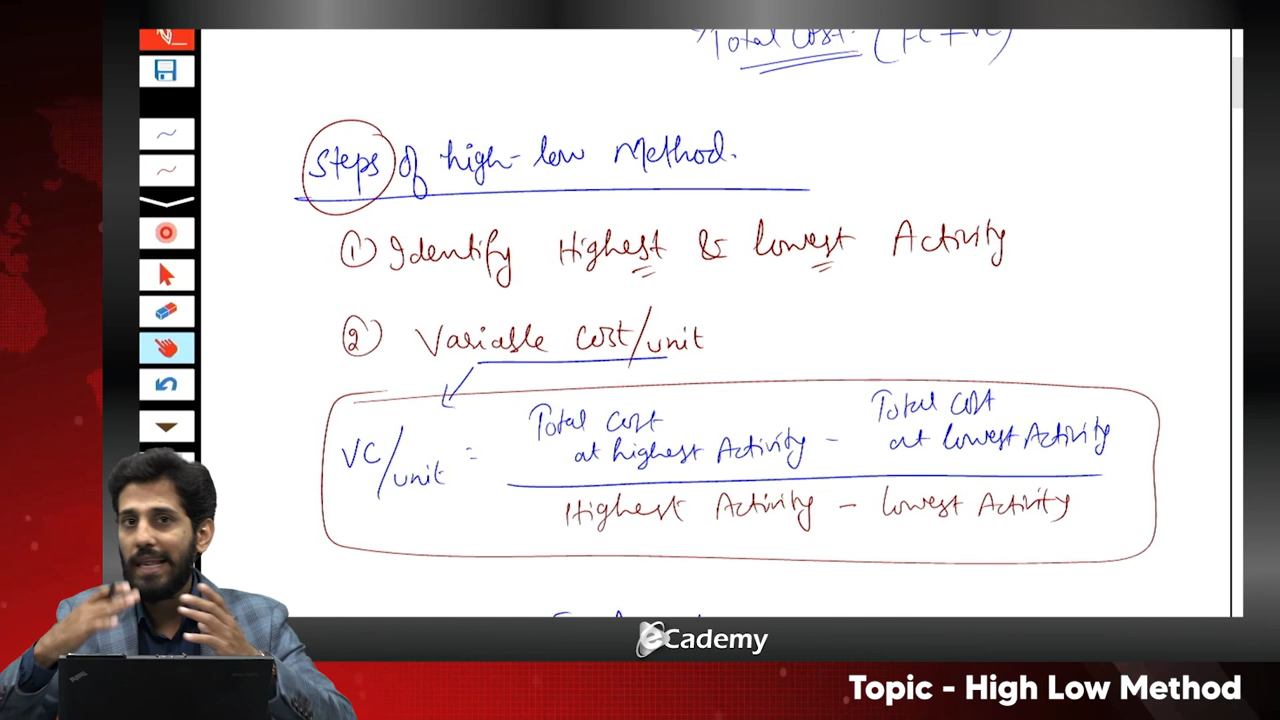 Total Cost. (FC + VC)
Steps of high-low Method.
① Identify Highest & lowest Activity
② Variable Cost/unit
VC/unit = Total Cost at highest Activity - Total Cost at lowest Activity
Highest Activity - lowest Activity
eCademy
Topic - High Low Method